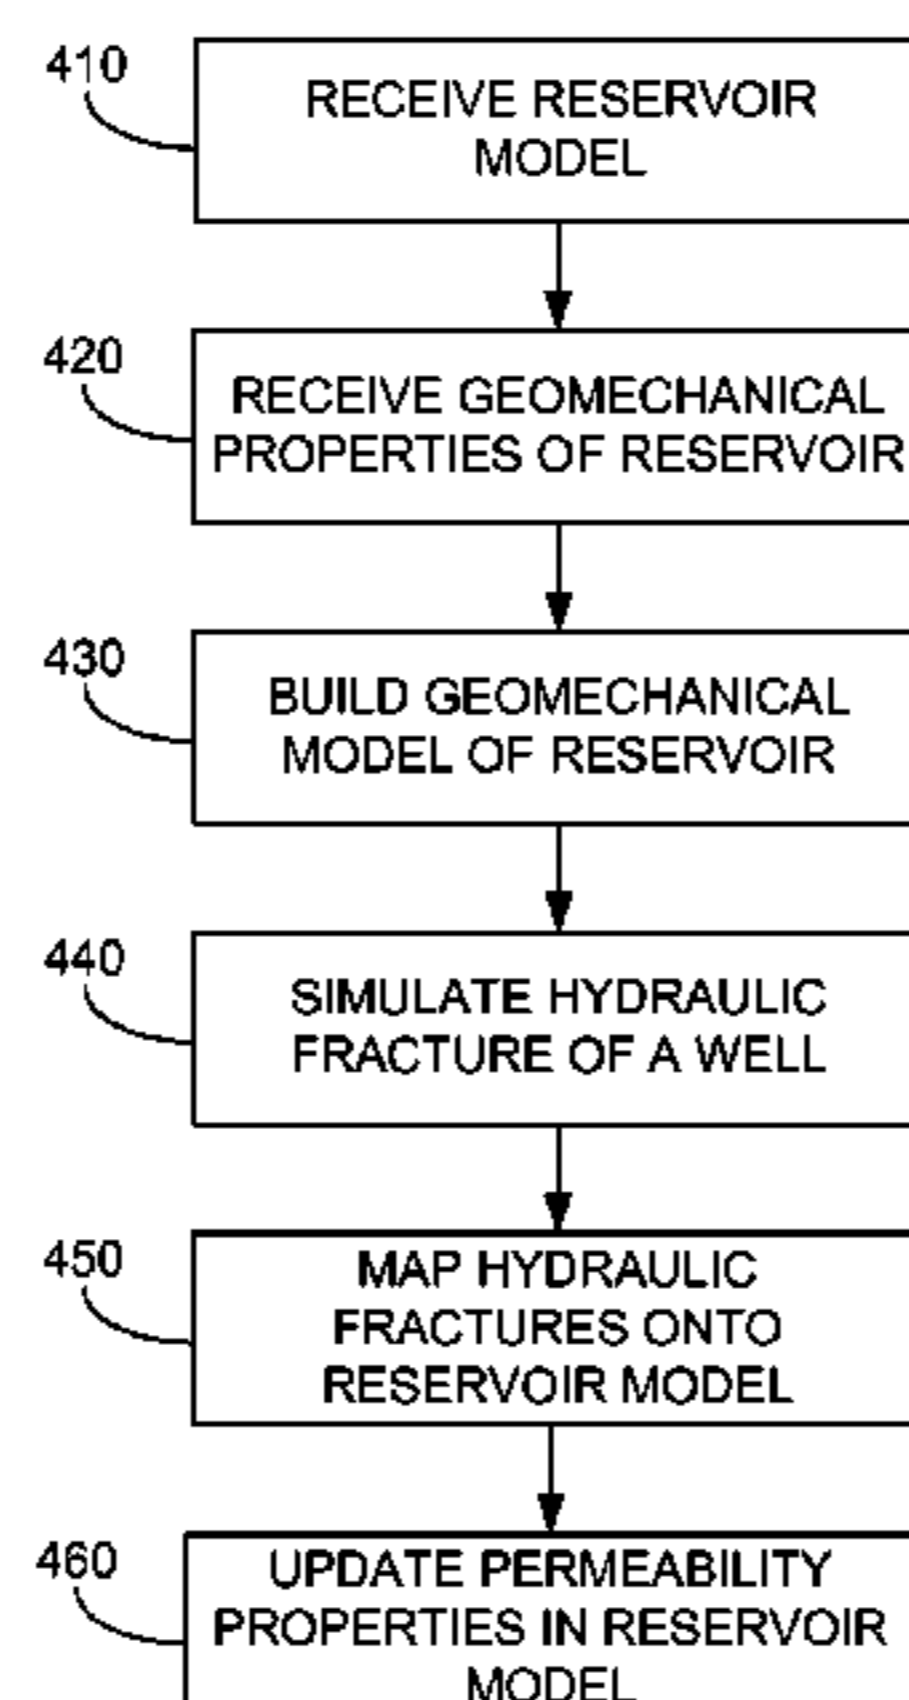 410
RECEIVE RESERVOIR
MODEL
420
RECEIVE GEOMECHANICAL
PROPERTIES OF RESERVOIR
430
BUILD GEOMECHANICAL
MODEL OF RESERVOIR
440
SIMULATE HYDRAULIC
FRACTURE OF A WELL
450
MAP HYDRAULIC
FRACTURES ONTO
RESERVOIR MODEL
460
UPDATE PERMEABILITY
PROPERTIES IN RESERVOIR
MODEL